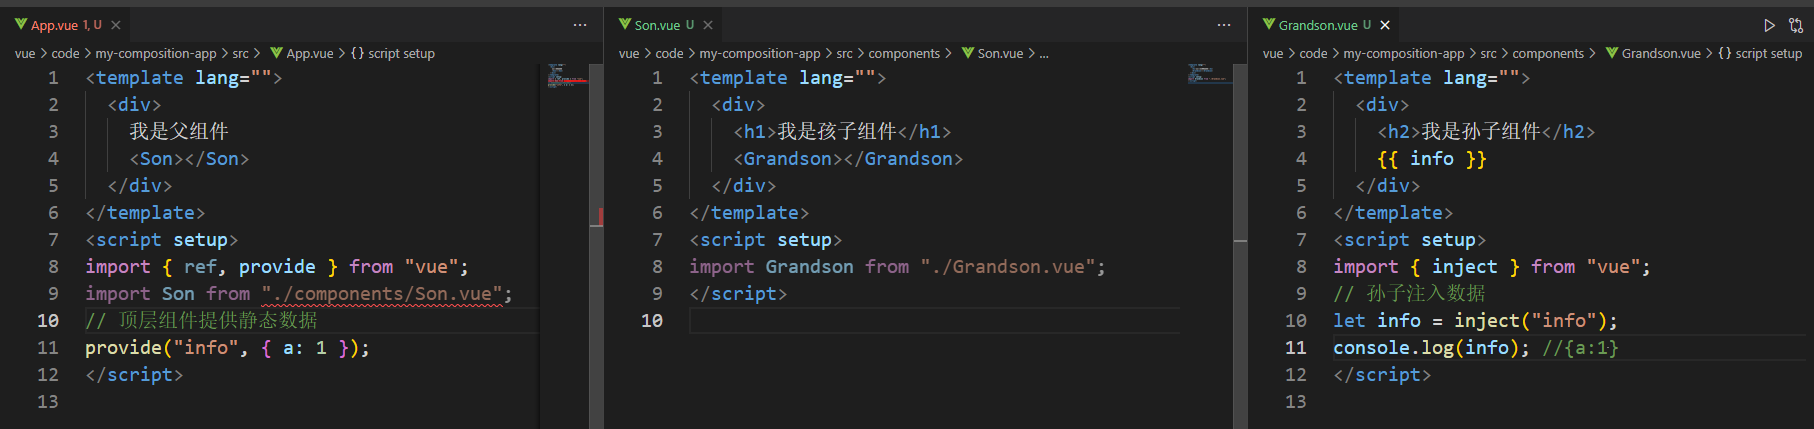 App.vue 1, U
vue > code > my-composition-app > src > App.vue > {} script setup
1 <template lang="">
2 <div>
3 我是父组件
4 <Son></Son>
5 </div>
6 </template>
7 <script setup>
8 import { ref, provide } from "vue";
9 import Son from "./components/Son.vue";
10 // 顶层组件提供静态数据
11 provide("info", { a: 1 });
12 </script>
13
Son.vue U
vue > code > my-composition-app > src > components > Son.vue > ...
1 <template lang="">
2 <div>
3 <h1>我是孩子组件</h1>
4 <Grandson></Grandson>
5 </div>
6 </template>
7 <script setup>
8 import Grandson from "./Grandson.vue";
9 </script>
10
Grandson.vue U
vue > code > my-composition-app > src > components > Grandson.vue > {} script setup
1 <template lang="">
2 <div>
3 <h2>我是孙子组件</h2>
4 {{ info }}
5 </div>
6 </template>
7 <script setup>
8 import { inject } from "vue";
9 // 孙子注入数据
10 let info = inject("info");
11 console.log(info); //{a:1}
12 </script>
13